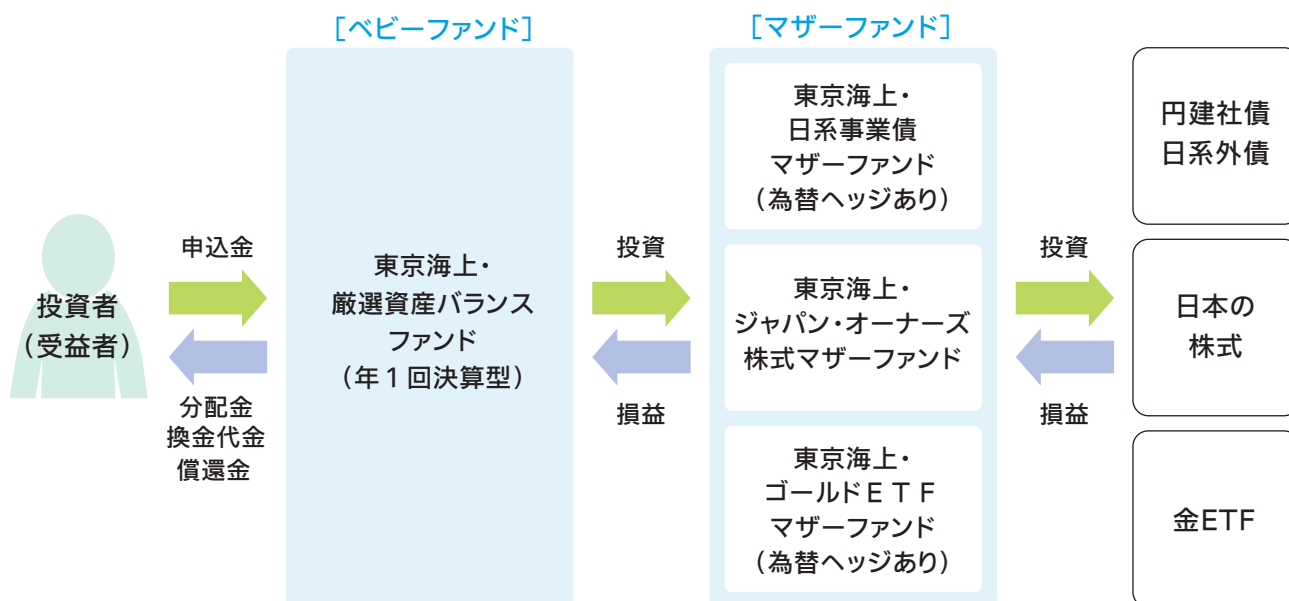 ［ベビーファンド］
［マザーファンド］
投資者
（受益者）
申込金
分配金
換金代金
償還金
東京海上・
厳選資産バランス
ファンド
（年１回決算型）
投資
損益
東京海上・
日系事業債
マザーファンド
（為替ヘッジあり）
東京海上・
ジャパン・オーナーズ
株式マザーファンド
東京海上・
ゴールドＥＴＦ
マザーファンド
（為替ヘッジあり）
投資
損益
円建社債
日系外債
日本の
株式
金ETF